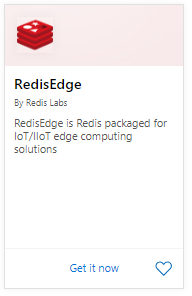 RedisEdge
By Redis Labs
RedisEdge is Redis packaged for
IoT/IIoT edge computing
solutions
Get it now